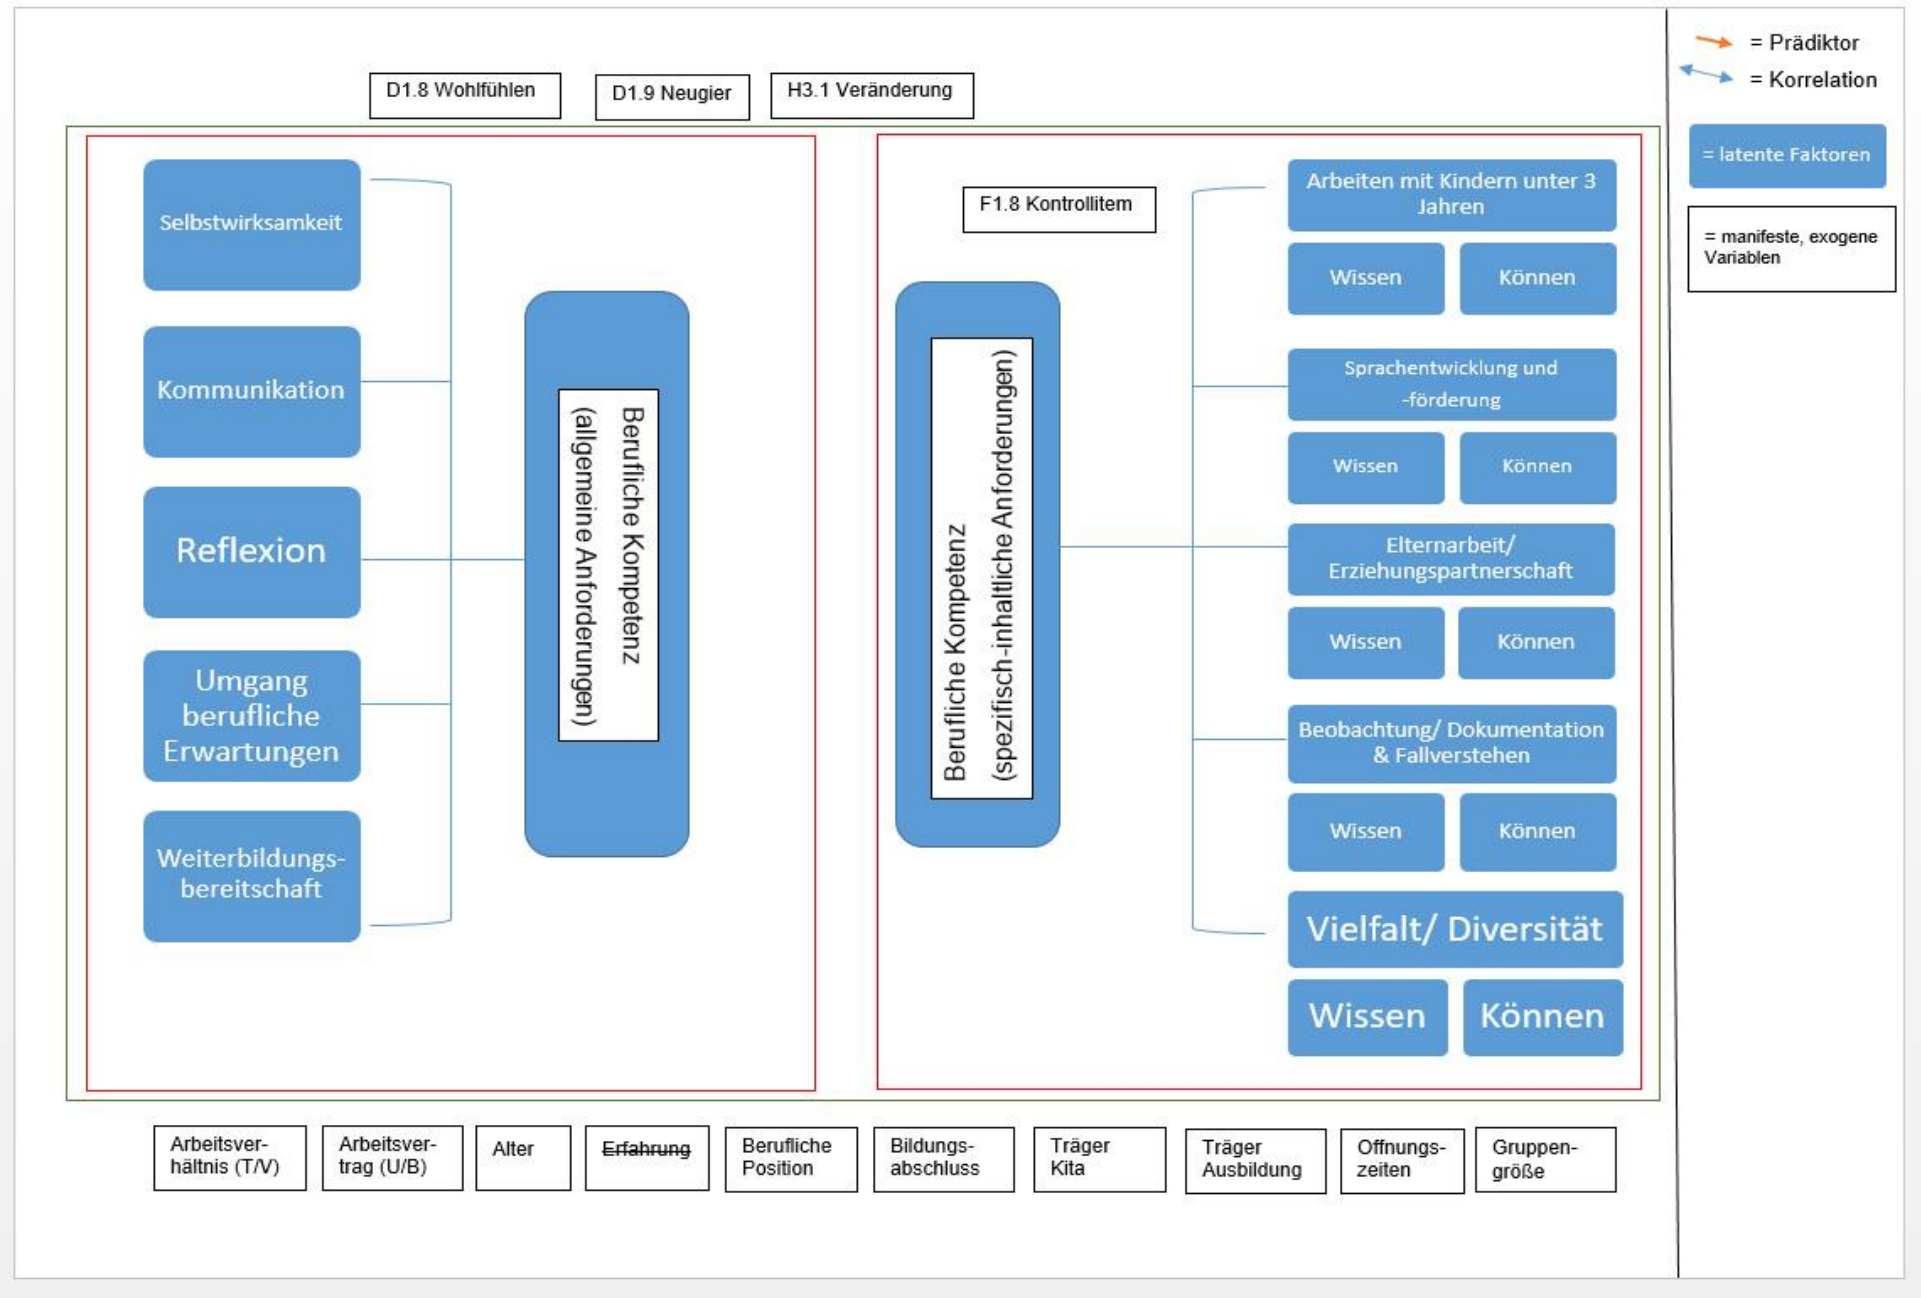 D1.8 Wohlfühlen
D1.9 Neugier
H3.1 Veränderung
Selbstwirksamkeit
Kommunikation
Reflexion
Umgang
berufliche
Erwartungen
Weiterbildungs-
bereitschaft
Berufliche Kompetenz
(allgemeine Anforderungen)
F1.8 Kontrollitem
Berufliche Kompetenz
(spezifisch-inhaltliche Anforderungen)
Arbeiten mit Kindern unter 3
Jahren
Wissen
Können
Sprachentwicklung und
-förderung
Wissen
Können
Elternarbeit/
Erziehungspartnerschaft
Wissen
Können
Beobachtung/ Dokumentation
& Fallverstehen
Wissen
Können
Vielfalt/ Diversität
Wissen
Können
Arbeitsver-
hältnis (T/V)
Arbeitsver-
trag (U/B)
Alter
Erfahrung
Berufliche
Position
Bildungs-
abschluss
Träger
Kita
Träger
Ausbildung
Offnungs-
zeiten
Gruppen-
größe
= Prädiktor
= Korrelation
= latente Faktoren
= manifeste, exogene
Variablen